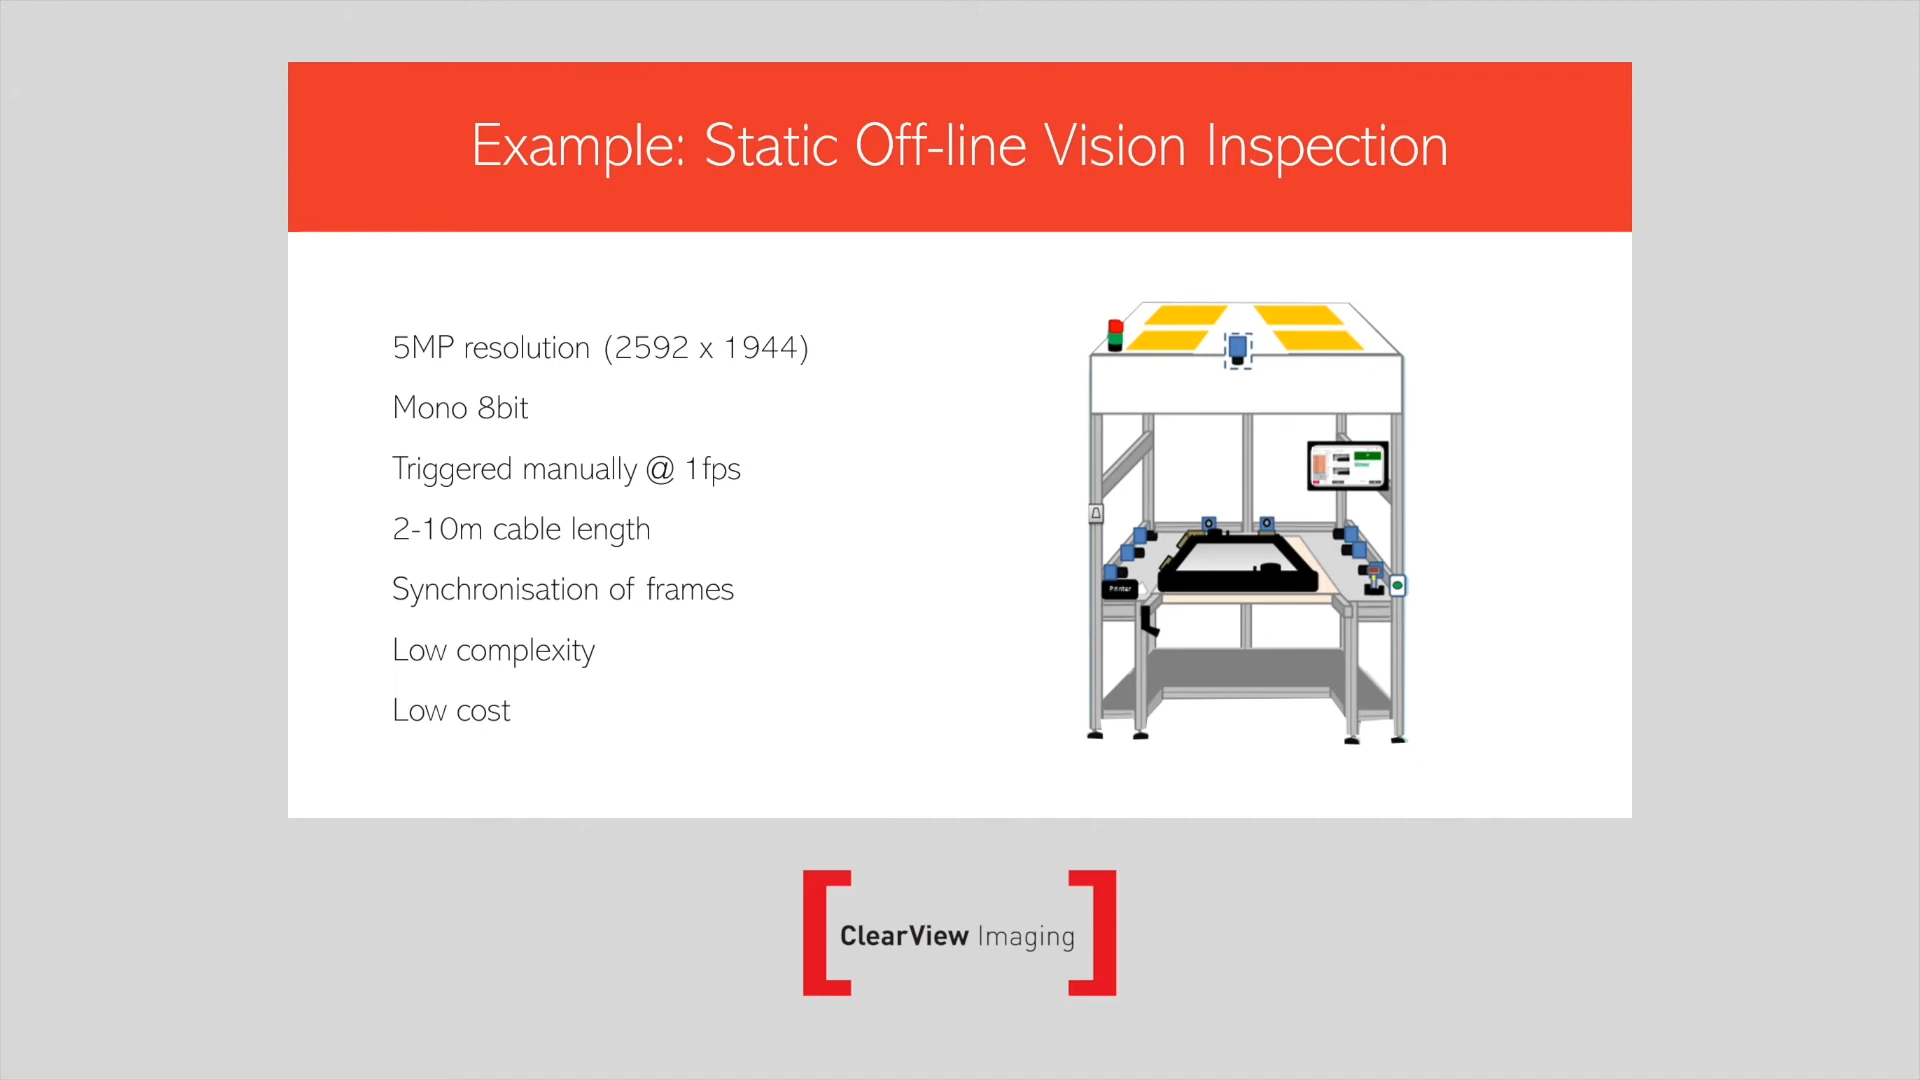 Example: Static Off-line Vision Inspection
5MP resolution (2592 x 1944)
Mono 8bit
Triggered manually @ 1fps
2-10m cable length
Synchronisation of frames
Low complexity
Low cost
Printer
ClearView Imaging